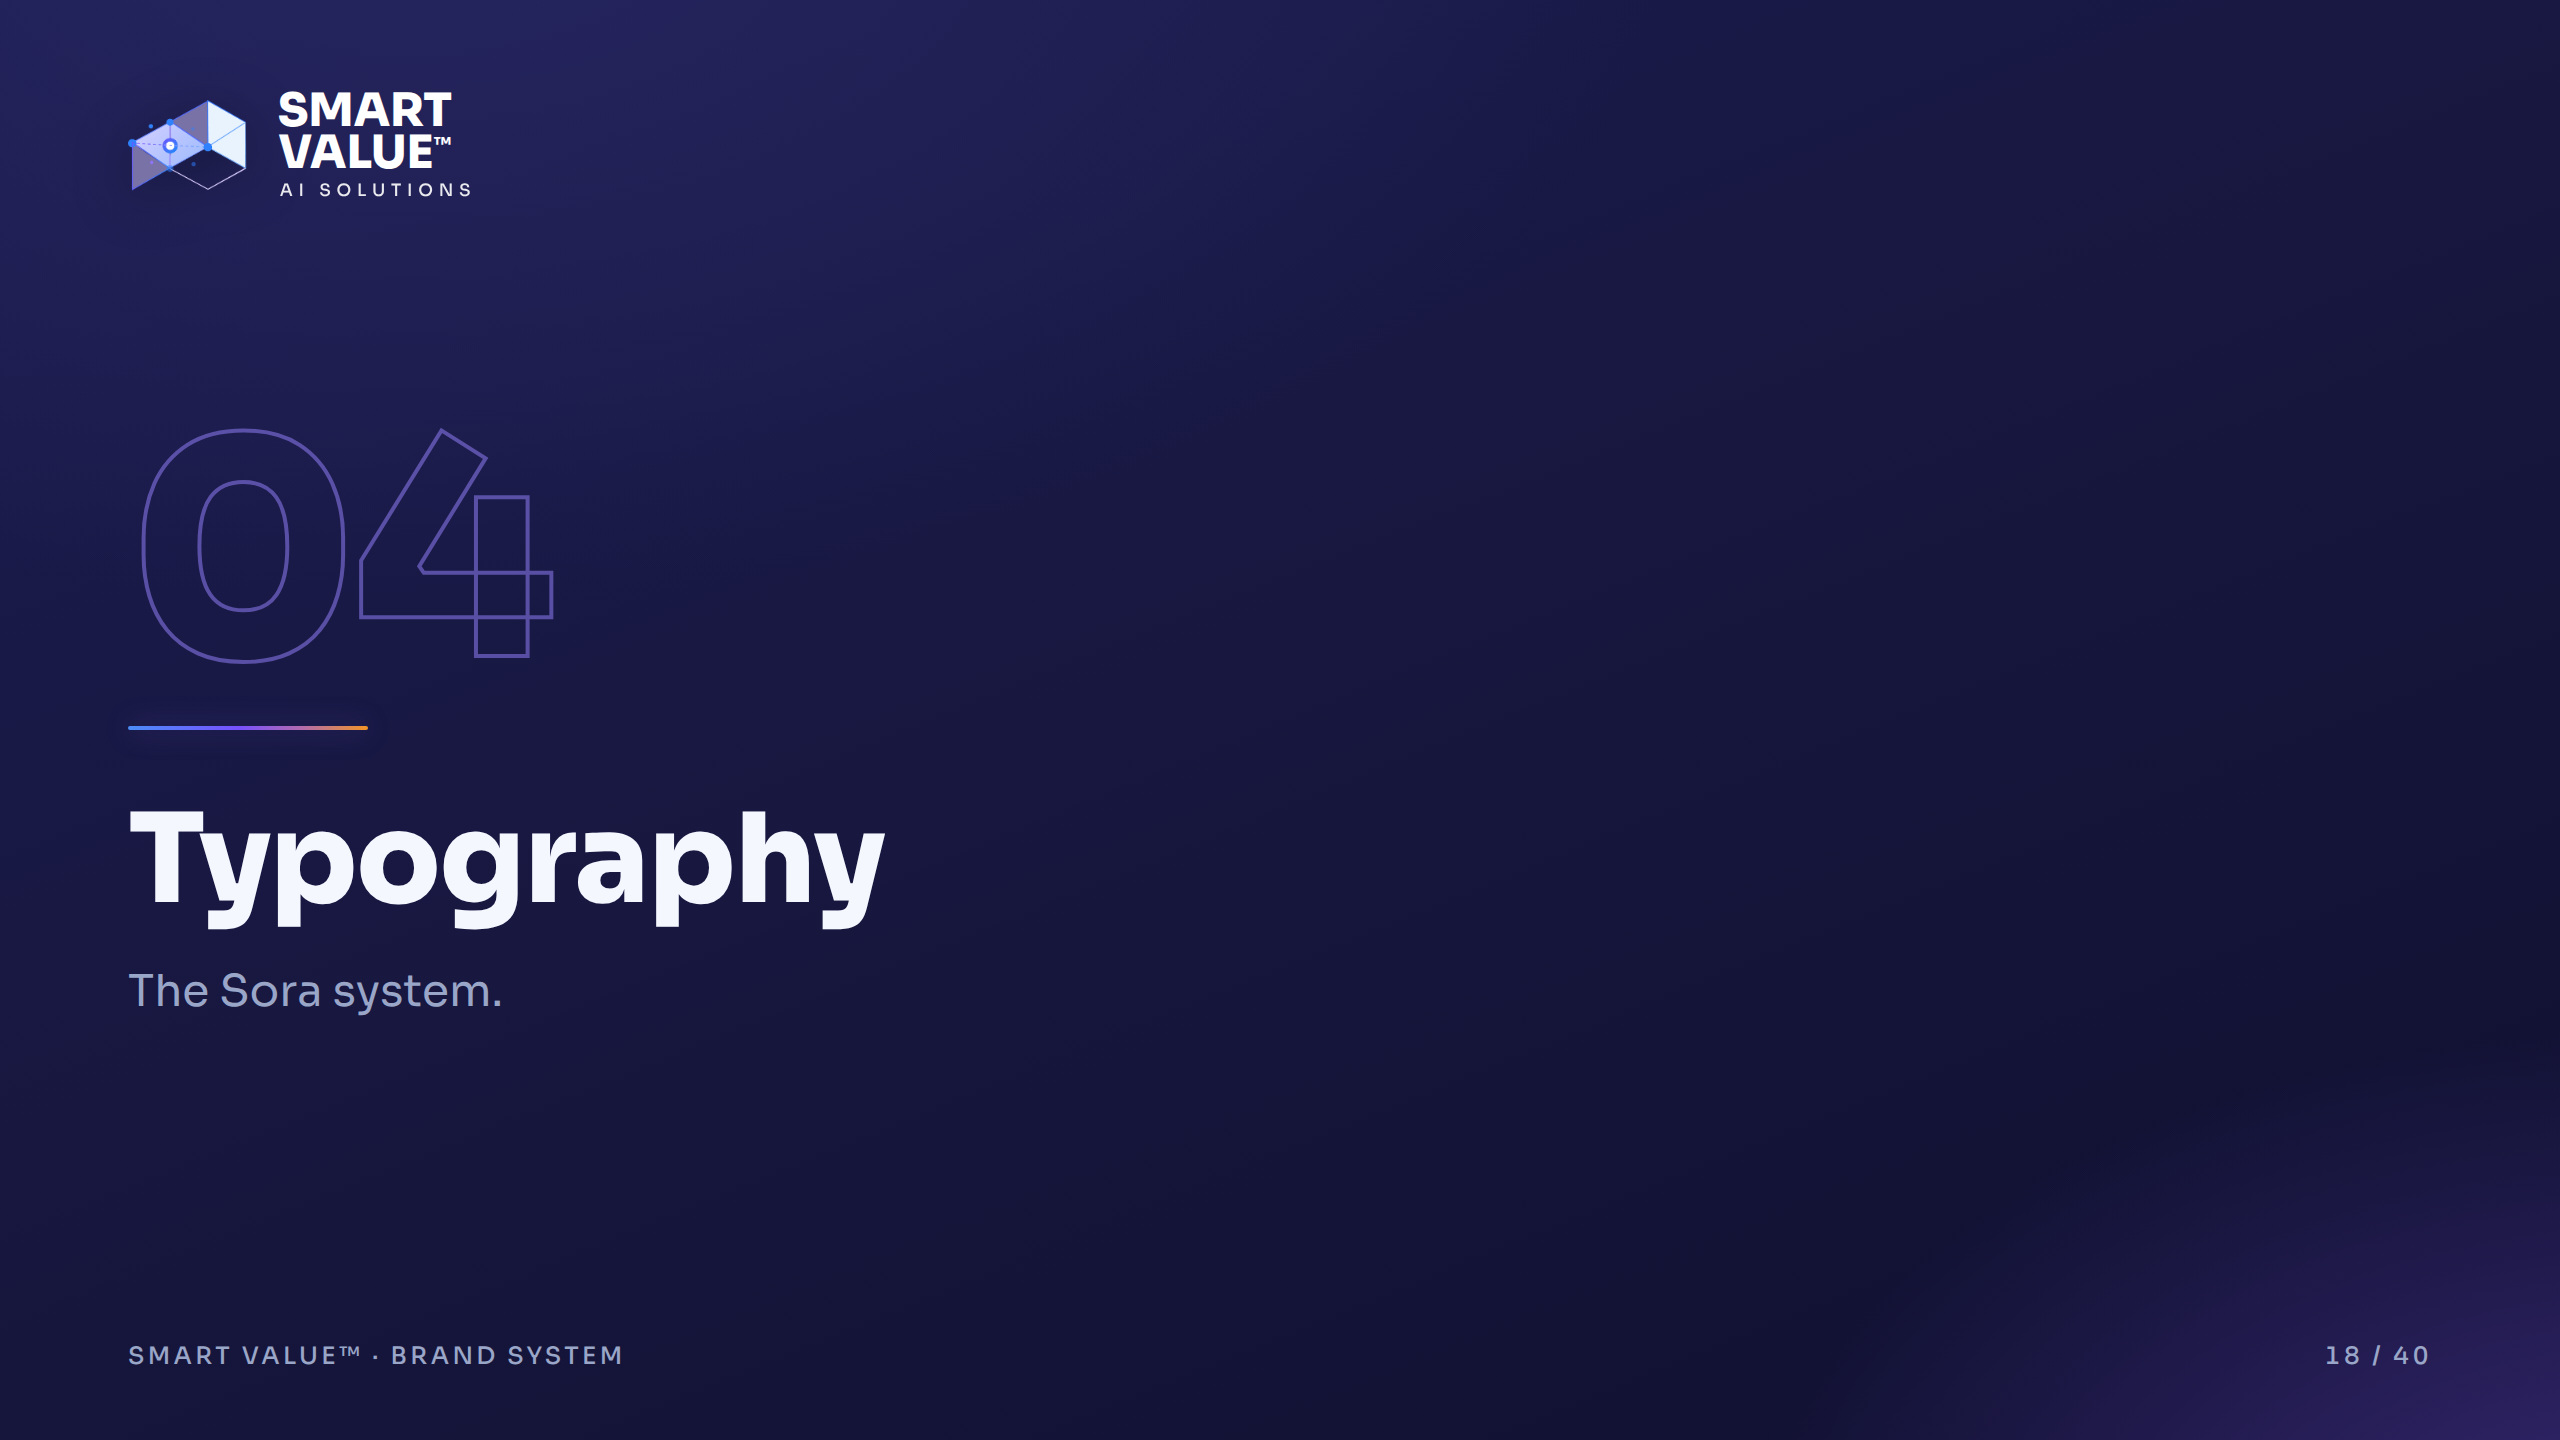 SMART
VALUE™
AI SOLUTIONS
04
Typography
The Sora system.
SMART VALUE™ · BRAND SYSTEM
18 / 40